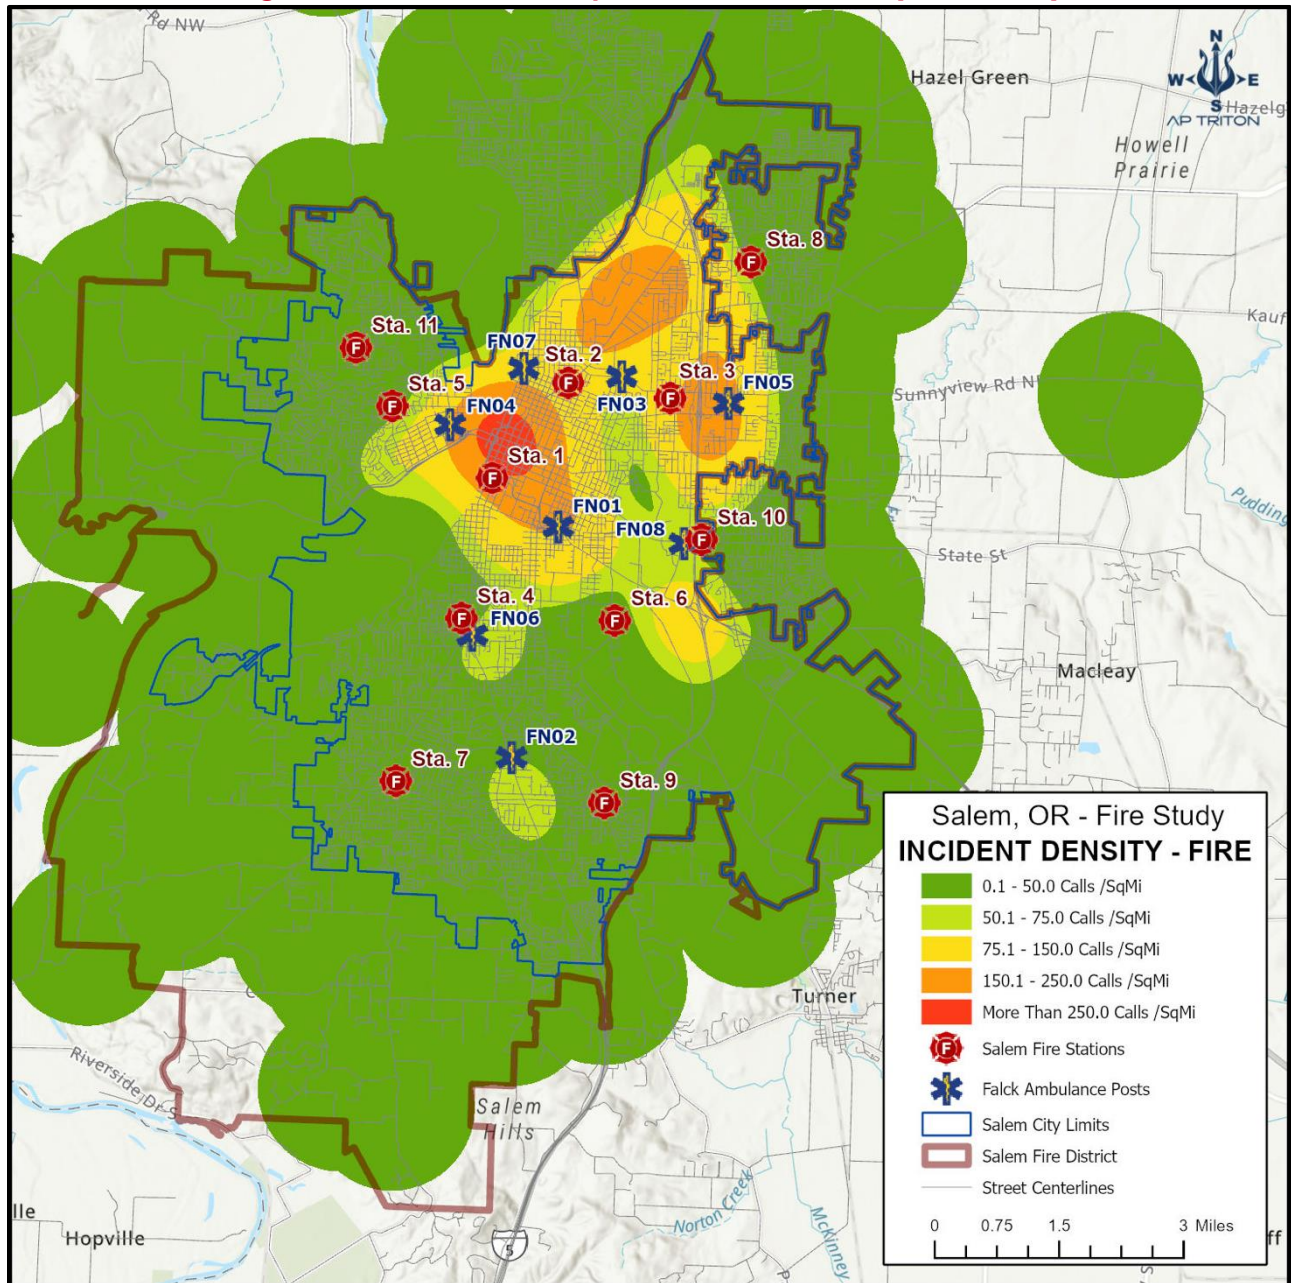 Rd NW
Hazel Green
N
W
E
S
AP TRITON
Hazelg
Howell
Prairie
Sta. 8
Kauf
Sta. 11
FN07
Sta. 2
Sta. 5
FN04
FN03
Sta. 3
FN05
Sunnyview Rd N
Sta. 1
FN01
Pudding
FN08
Sta. 10
State St
Sta. 4
FN06
Sta. 6
Macleay
FN02
Sta. 7
Sta. 9
Turner
Riverside Dr S
Salem
Hills
Norton Creek
McKinney
lle
Hopville
5
ff
Salem, OR - Fire Study
INCIDENT DENSITY - FIRE
0.1 - 50.0 Calls /SqMi
50.1 - 75.0 Calls /SqMi
75.1 - 150.0 Calls /SqMi
150.1 - 250.0 Calls /SqMi
More Than 250.0 Calls /SqMi
F Salem Fire Stations
Falck Ambulance Posts
Salem City Limits
Salem Fire District
Street Centerlines
0 0.75 1.5 3 Miles